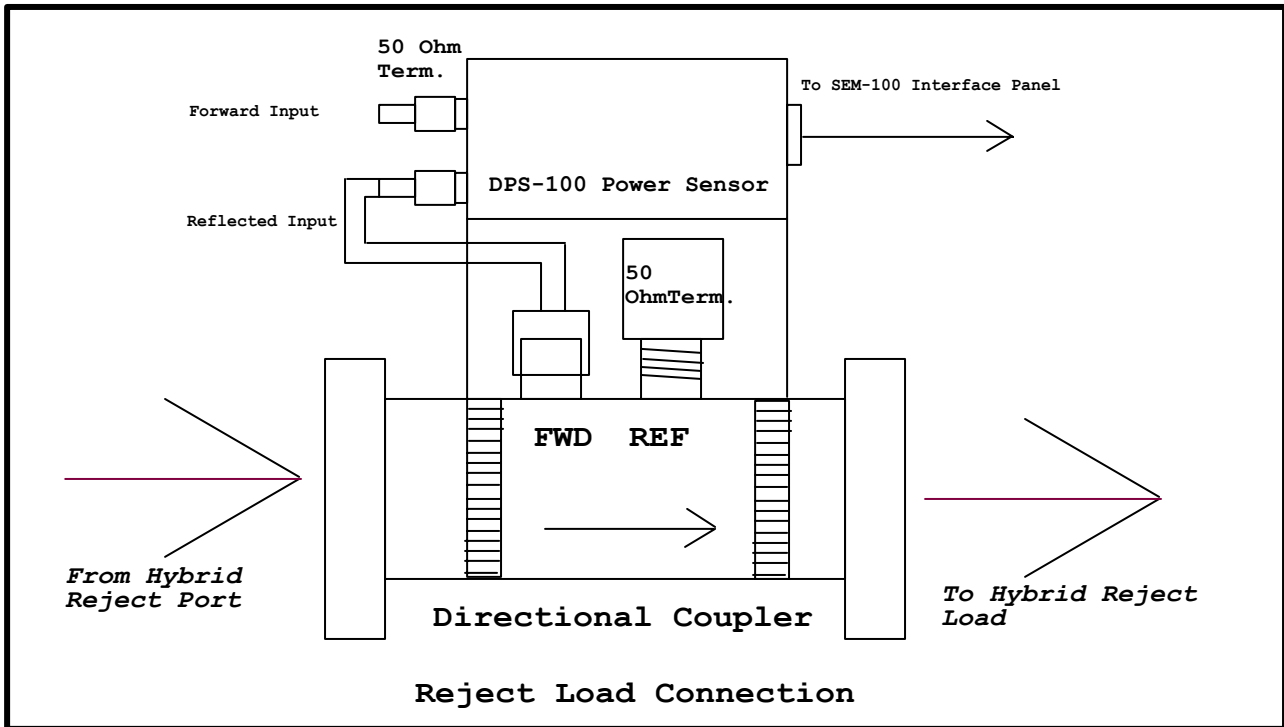 50 Ohm
Term.
To SEM-100 Interface Panel
Forward Input
DPS-100 Power Sensor
Reflected Input
50
OhmTerm.
FWD REF
From Hybrid
Reject Port
To Hybrid Reject
Load
Directional Coupler
Reject Load Connection